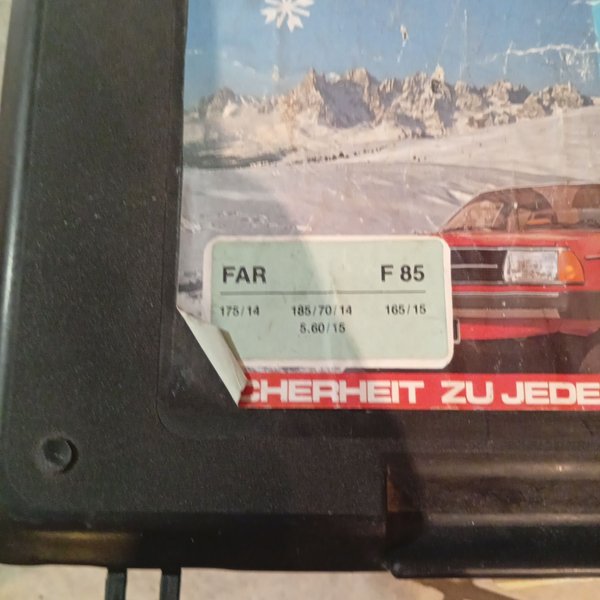 FAR F 85
175/14 185/70/14 165/15
5.60/15
CHERHEIT ZU JEDE